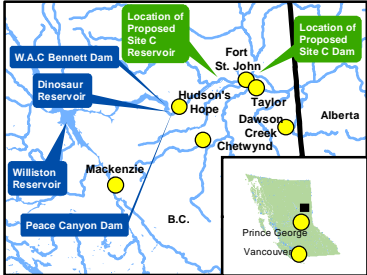 Location of
Proposed
Site C
Reservoir
Location of
Proposed
Site C Dam
Fort
St. John
W.A.C Bennett Dam
Dinosaur
Reservoir
Hudson's
Hope
Taylor
Dawson
Creek
Alberta
Chetwynd
Williston
Reservoir
Mackenzie
B.C.
Peace Canyon Dam
Prince George
Vancouver